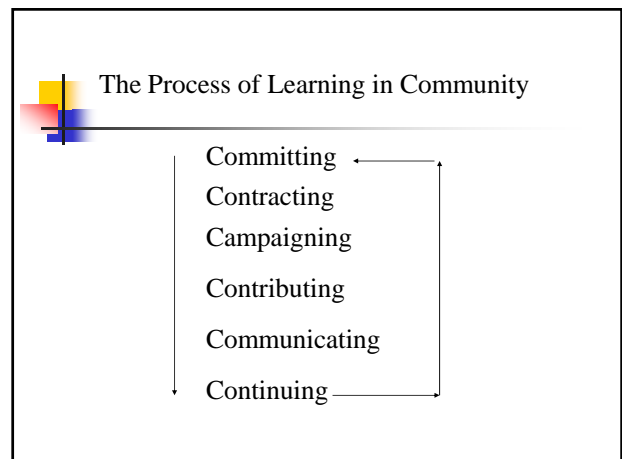 The Process of Learning in Community
Committing
Contracting
Campaigning
Contributing
Communicating
Continuing